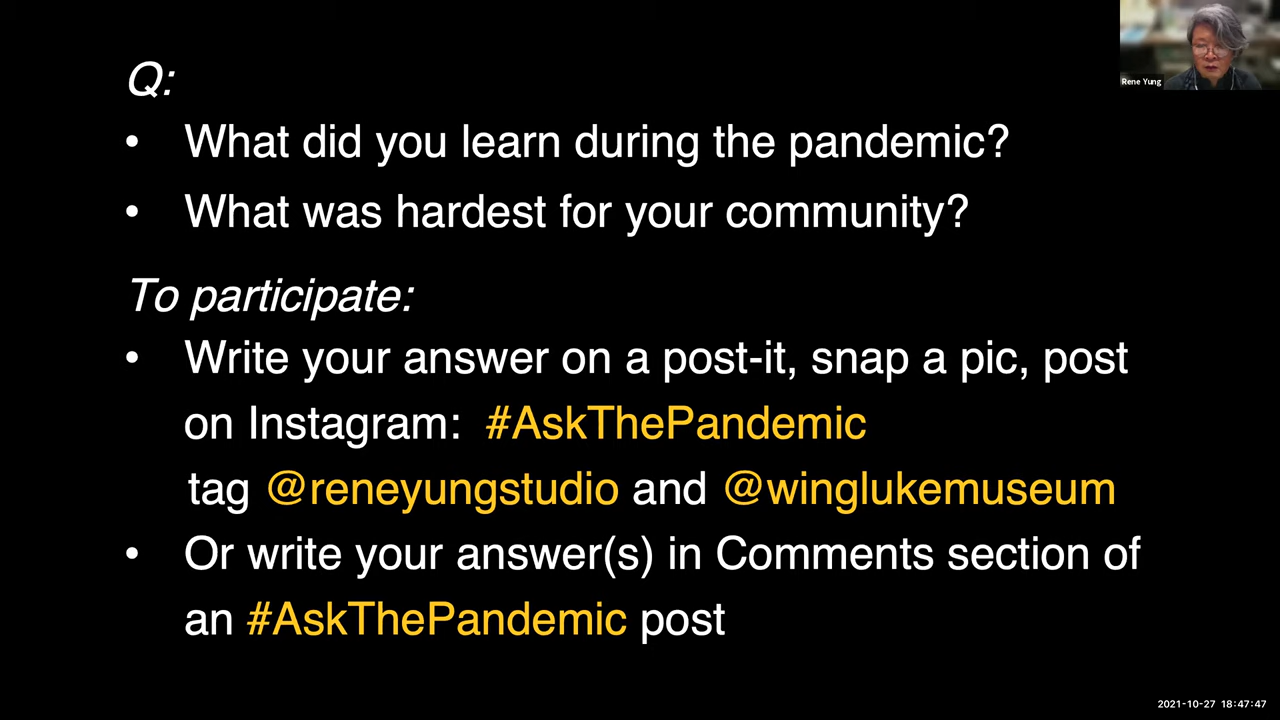 Rene Yung
Q:
• What did you learn during the pandemic?
• What was hardest for your community?
To participate:
• Write your answer on a post-it, snap a pic, post
on Instagram: #AskThePandemic
tag @reneyungstudio and @winglukemuseum
• Or write your answer(s) in Comments section of
an #AskThePandemic post
2021-10-27 18:47:47